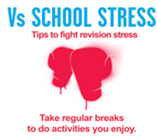 Vs SCHOOL STRESS
Tips to fight revision stress
Take regular breaks
to do activities you enjoy.